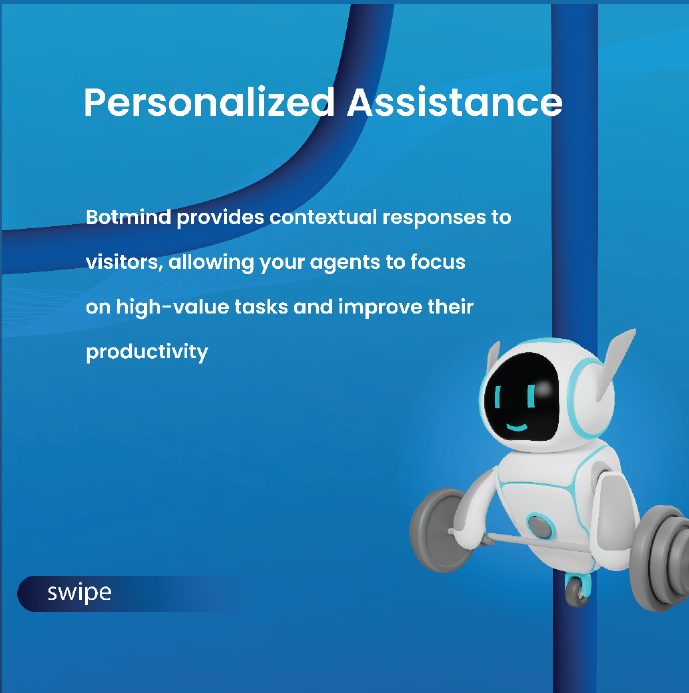 Personalized Assistance
Botmind provides contextual responses to
visitors, allowing your agents to focus
on high-value tasks and improve their
productivity
swipe